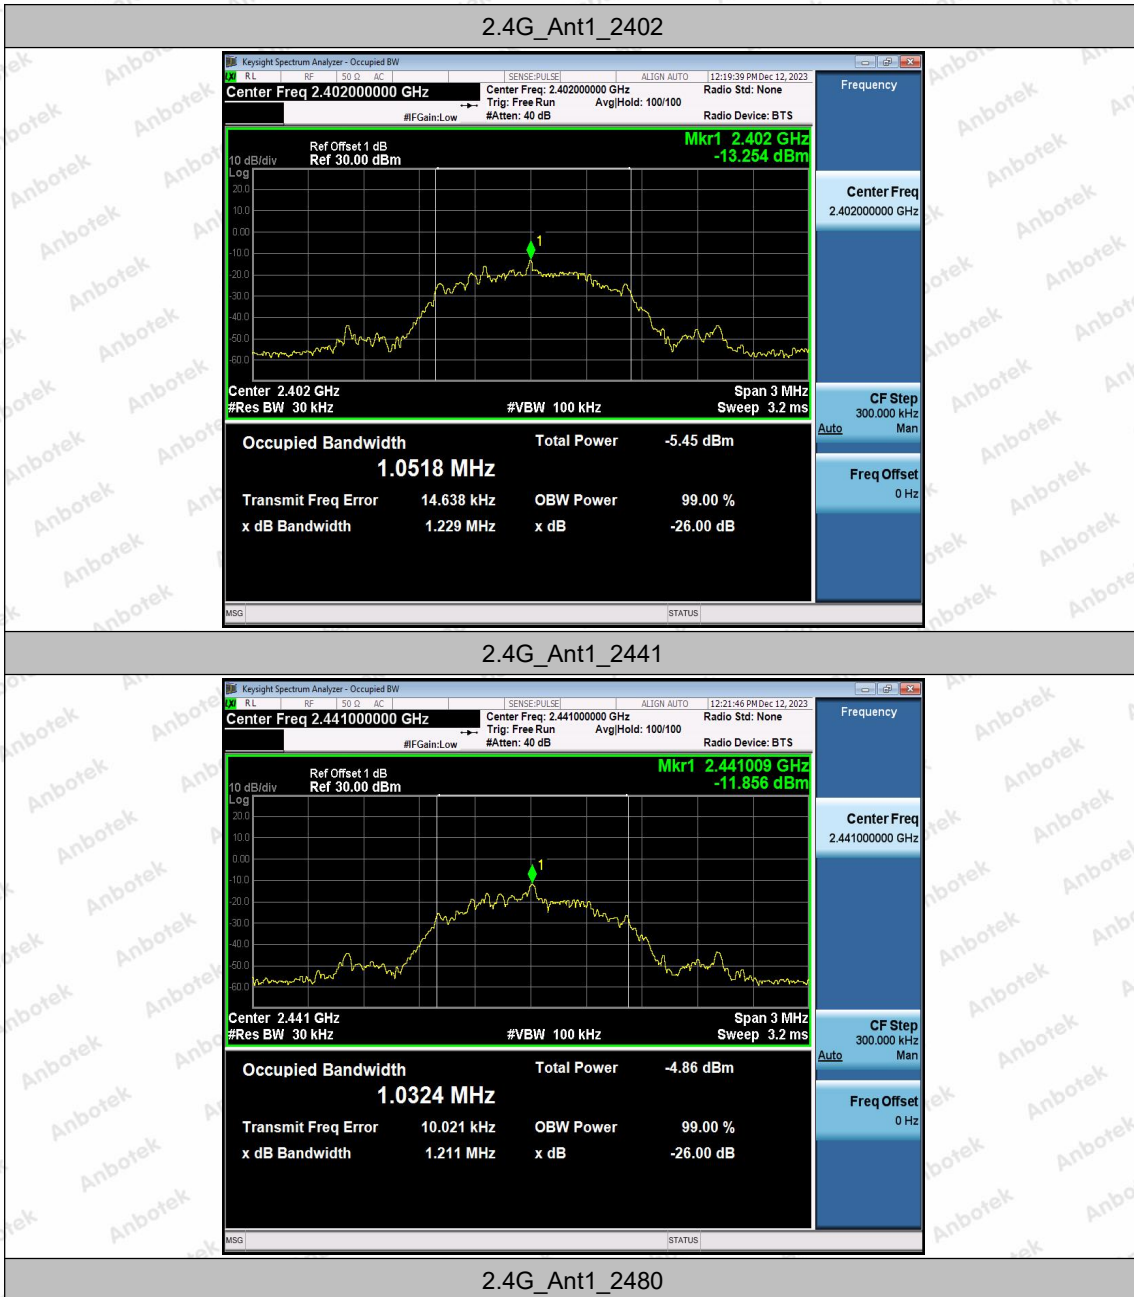 2.4G_Ant1_2402
Keysight Spectrum Analyzer - Occupied BW
LXI RL RF 50 Ω AC SENSE:PULSE ALIGN AUTO 12:19:39 PM Dec 12, 2023
Center Freq 2.402000000 GHz
Center Freq: 2.402000000 GHz Radio Std: None
Trig: Free Run Avg|Hold: 100/100
#IFGain:Low #Atten: 40 dB Radio Device: BTS
Frequency
Mkr1 2.402 GHz
-13.254 dBm
Ref Offset 1 dB
10 dB/div Ref 30.00 dBm
Log
20.0
10.0
0.00
-10.0
-20.0
-30.0
-40.0
-50.0
-60.0
1
Center Freq
2.402000000 GHz
Center 2.402 GHz Span 3 MHz
#Res BW 30 kHz #VBW 100 kHz Sweep 3.2 ms
CF Step
300.000 kHz
Auto Man
Freq Offset
0 Hz
Occupied Bandwidth Total Power -5.45 dBm
1.0518 MHz
Transmit Freq Error 14.638 kHz OBW Power 99.00 %
x dB Bandwidth 1.229 MHz x dB -26.00 dB
MSG STATUS
2.4G_Ant1_2441
Keysight Spectrum Analyzer - Occupied BW
LXI RL RF 50 Ω AC SENSE:PULSE ALIGN AUTO 12:21:46 PM Dec 12, 2023
Center Freq 2.441000000 GHz
Center Freq: 2.441000000 GHz Radio Std: None
Trig: Free Run Avg|Hold: 100/100
#IFGain:Low #Atten: 40 dB Radio Device: BTS
Frequency
Mkr1 2.441009 GHz
-11.856 dBm
Ref Offset 1 dB
10 dB/div Ref 30.00 dBm
Log
20.0
10.0
0.00
-10.0
-20.0
-30.0
-40.0
-50.0
-60.0
1
Center Freq
2.441000000 GHz
Center 2.441 GHz Span 3 MHz
#Res BW 30 kHz #VBW 100 kHz Sweep 3.2 ms
CF Step
300.000 kHz
Auto Man
Freq Offset
0 Hz
Occupied Bandwidth Total Power -4.86 dBm
1.0324 MHz
Transmit Freq Error 10.021 kHz OBW Power 99.00 %
x dB Bandwidth 1.211 MHz x dB -26.00 dB
MSG STATUS
2.4G_Ant1_2480